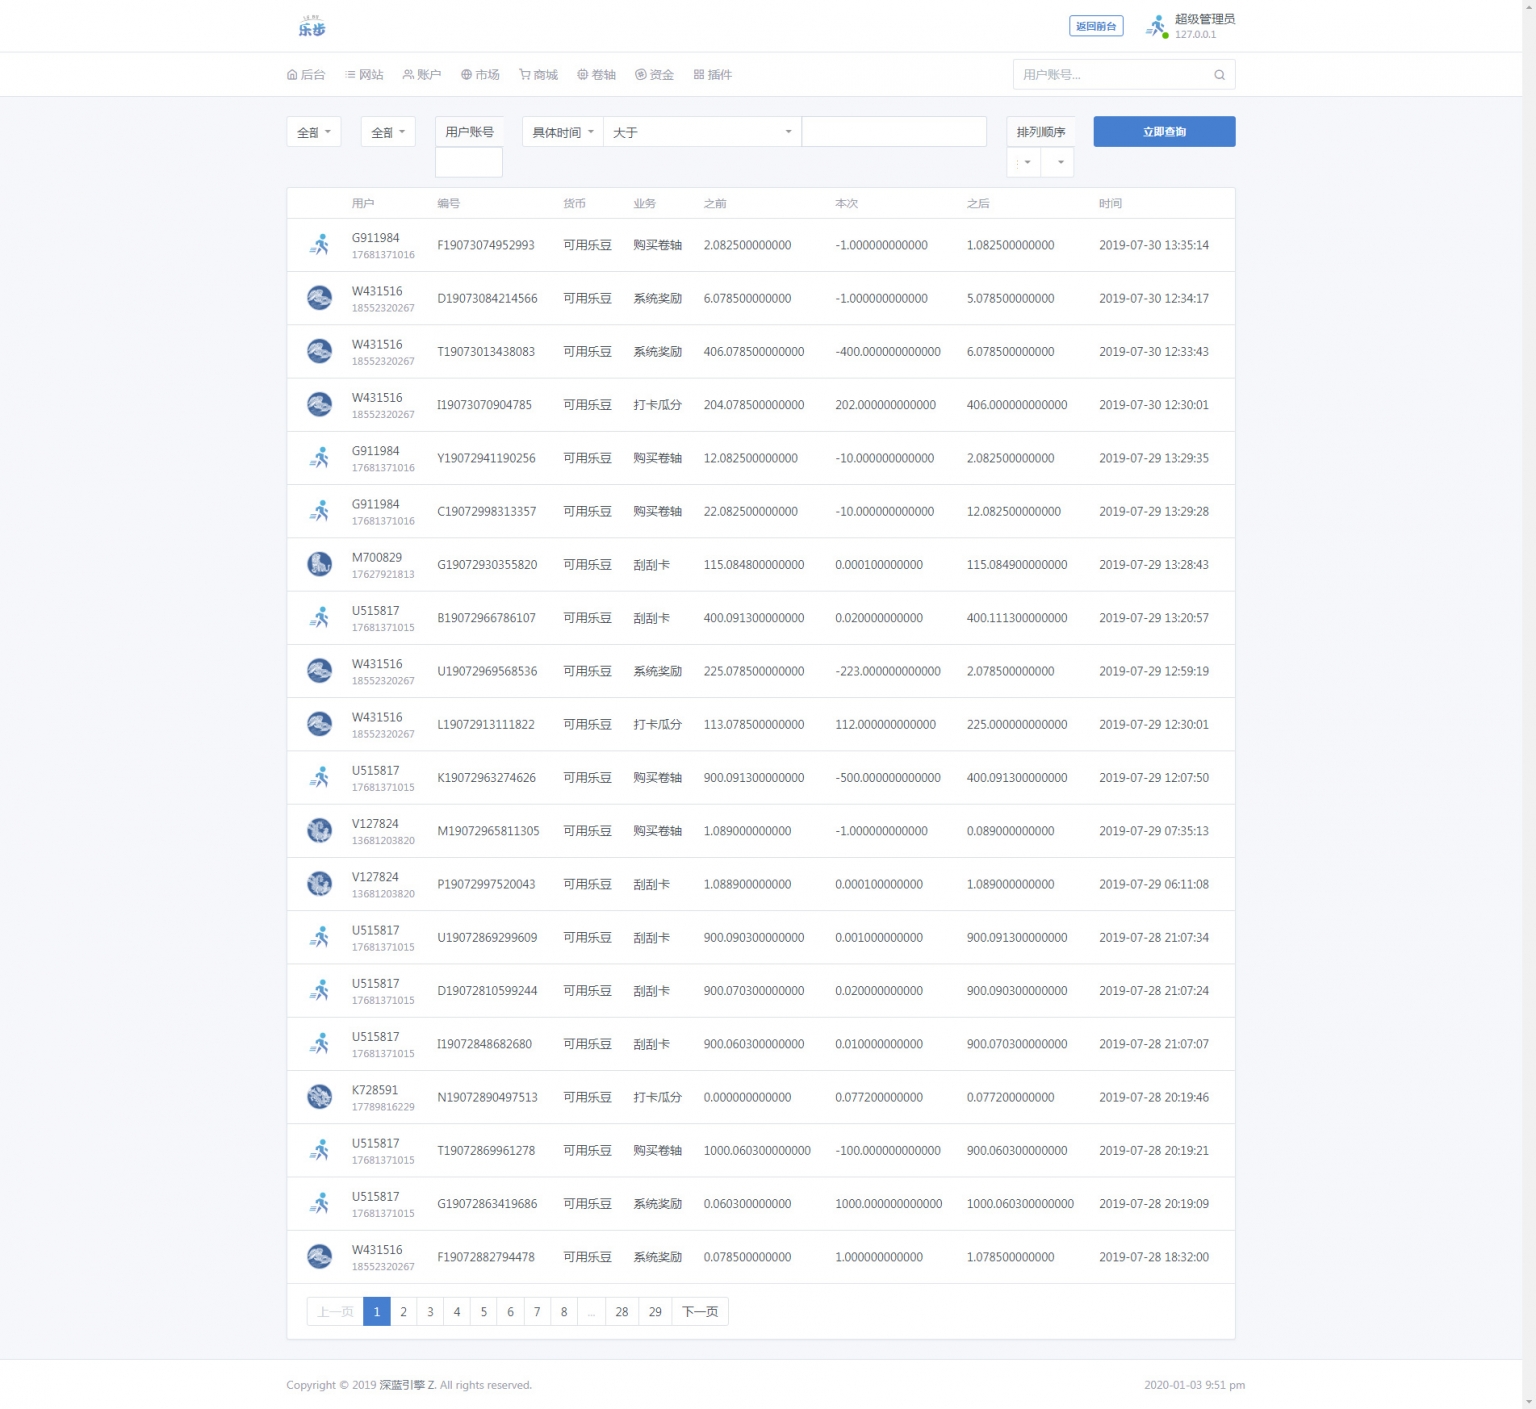 乐步
返回前台
超级管理员
127.0.0.1
后台 网站 账户 市场 商城 卷轴 资金 插件
用户账号...
全部 全部 用户账号 具体时间 大于 排列顺序 立即查询
用户 编号 货币 业务 之前 本次 之后 时间
G911984
17681371016
F19073074952993 可用乐豆 购买卷轴 2.082500000000 -1.000000000000 1.082500000000 2019-07-30 13:35:14
W431516
18552320267
D19073084214566 可用乐豆 系统奖励 6.078500000000 -1.000000000000 5.078500000000 2019-07-30 12:34:17
W431516
18552320267
T19073013438083 可用乐豆 系统奖励 406.078500000000 -400.000000000000 6.078500000000 2019-07-30 12:33:43
W431516
18552320267
I19073070904785 可用乐豆 打卡瓜分 204.078500000000 202.000000000000 406.000000000000 2019-07-30 12:30:01
G911984
17681371016
Y19072941190256 可用乐豆 购买卷轴 12.082500000000 -10.000000000000 2.082500000000 2019-07-29 13:29:35
G911984
17681371016
C19072998313357 可用乐豆 购买卷轴 22.082500000000 -10.000000000000 12.082500000000 2019-07-29 13:29:28
M700829
17627921813
G19072930355820 可用乐豆 刮刮卡 115.084800000000 0.000100000000 115.084900000000 2019-07-29 13:28:43
U515817
17681371015
B19072966786107 可用乐豆 刮刮卡 400.091300000000 0.020000000000 400.111300000000 2019-07-29 13:20:57
W431516
18552320267
U19072969568536 可用乐豆 系统奖励 225.078500000000 -223.000000000000 2.078500000000 2019-07-29 12:59:19
W431516
18552320267
L19072913111822 可用乐豆 打卡瓜分 113.078500000000 112.000000000000 225.000000000000 2019-07-29 12:30:01
U515817
17681371015
K19072963274626 可用乐豆 购买卷轴 900.091300000000 -500.000000000000 400.091300000000 2019-07-29 12:07:50
V127824
13681203820
M19072965811305 可用乐豆 购买卷轴 1.089000000000 -1.000000000000 0.089000000000 2019-07-29 07:35:13
V127824
13681203820
P19072997520043 可用乐豆 刮刮卡 1.088900000000 0.000100000000 1.089000000000 2019-07-29 06:11:08
U515817
17681371015
U19072869299609 可用乐豆 刮刮卡 900.090300000000 0.001000000000 900.091300000000 2019-07-28 21:07:34
U515817
17681371015
D19072810599244 可用乐豆 刮刮卡 900.070300000000 0.020000000000 900.090300000000 2019-07-28 21:07:24
U515817
17681371015
I19072848682680 可用乐豆 刮刮卡 900.060300000000 0.010000000000 900.070300000000 2019-07-28 21:07:07
K728591
17789816229
N19072890497513 可用乐豆 打卡瓜分 0.000000000000 0.077200000000 0.077200000000 2019-07-28 20:19:46
U515817
17681371015
T19072869961278 可用乐豆 购买卷轴 1000.060300000000 -100.000000000000 900.060300000000 2019-07-28 20:19:21
U515817
17681371015
G19072863419686 可用乐豆 系统奖励 0.060300000000 1000.000000000000 1000.060300000000 2019-07-28 20:19:09
W431516
18552320267
F19072882794478 可用乐豆 系统奖励 0.078500000000 1.000000000000 1.078500000000 2019-07-28 18:32:00
上一页 1 2 3 4 5 6 7 8 ... 28 29 下一页
Copyright © 2019 深蓝引擎 Z. All rights reserved. 2020-01-03 9:51 pm